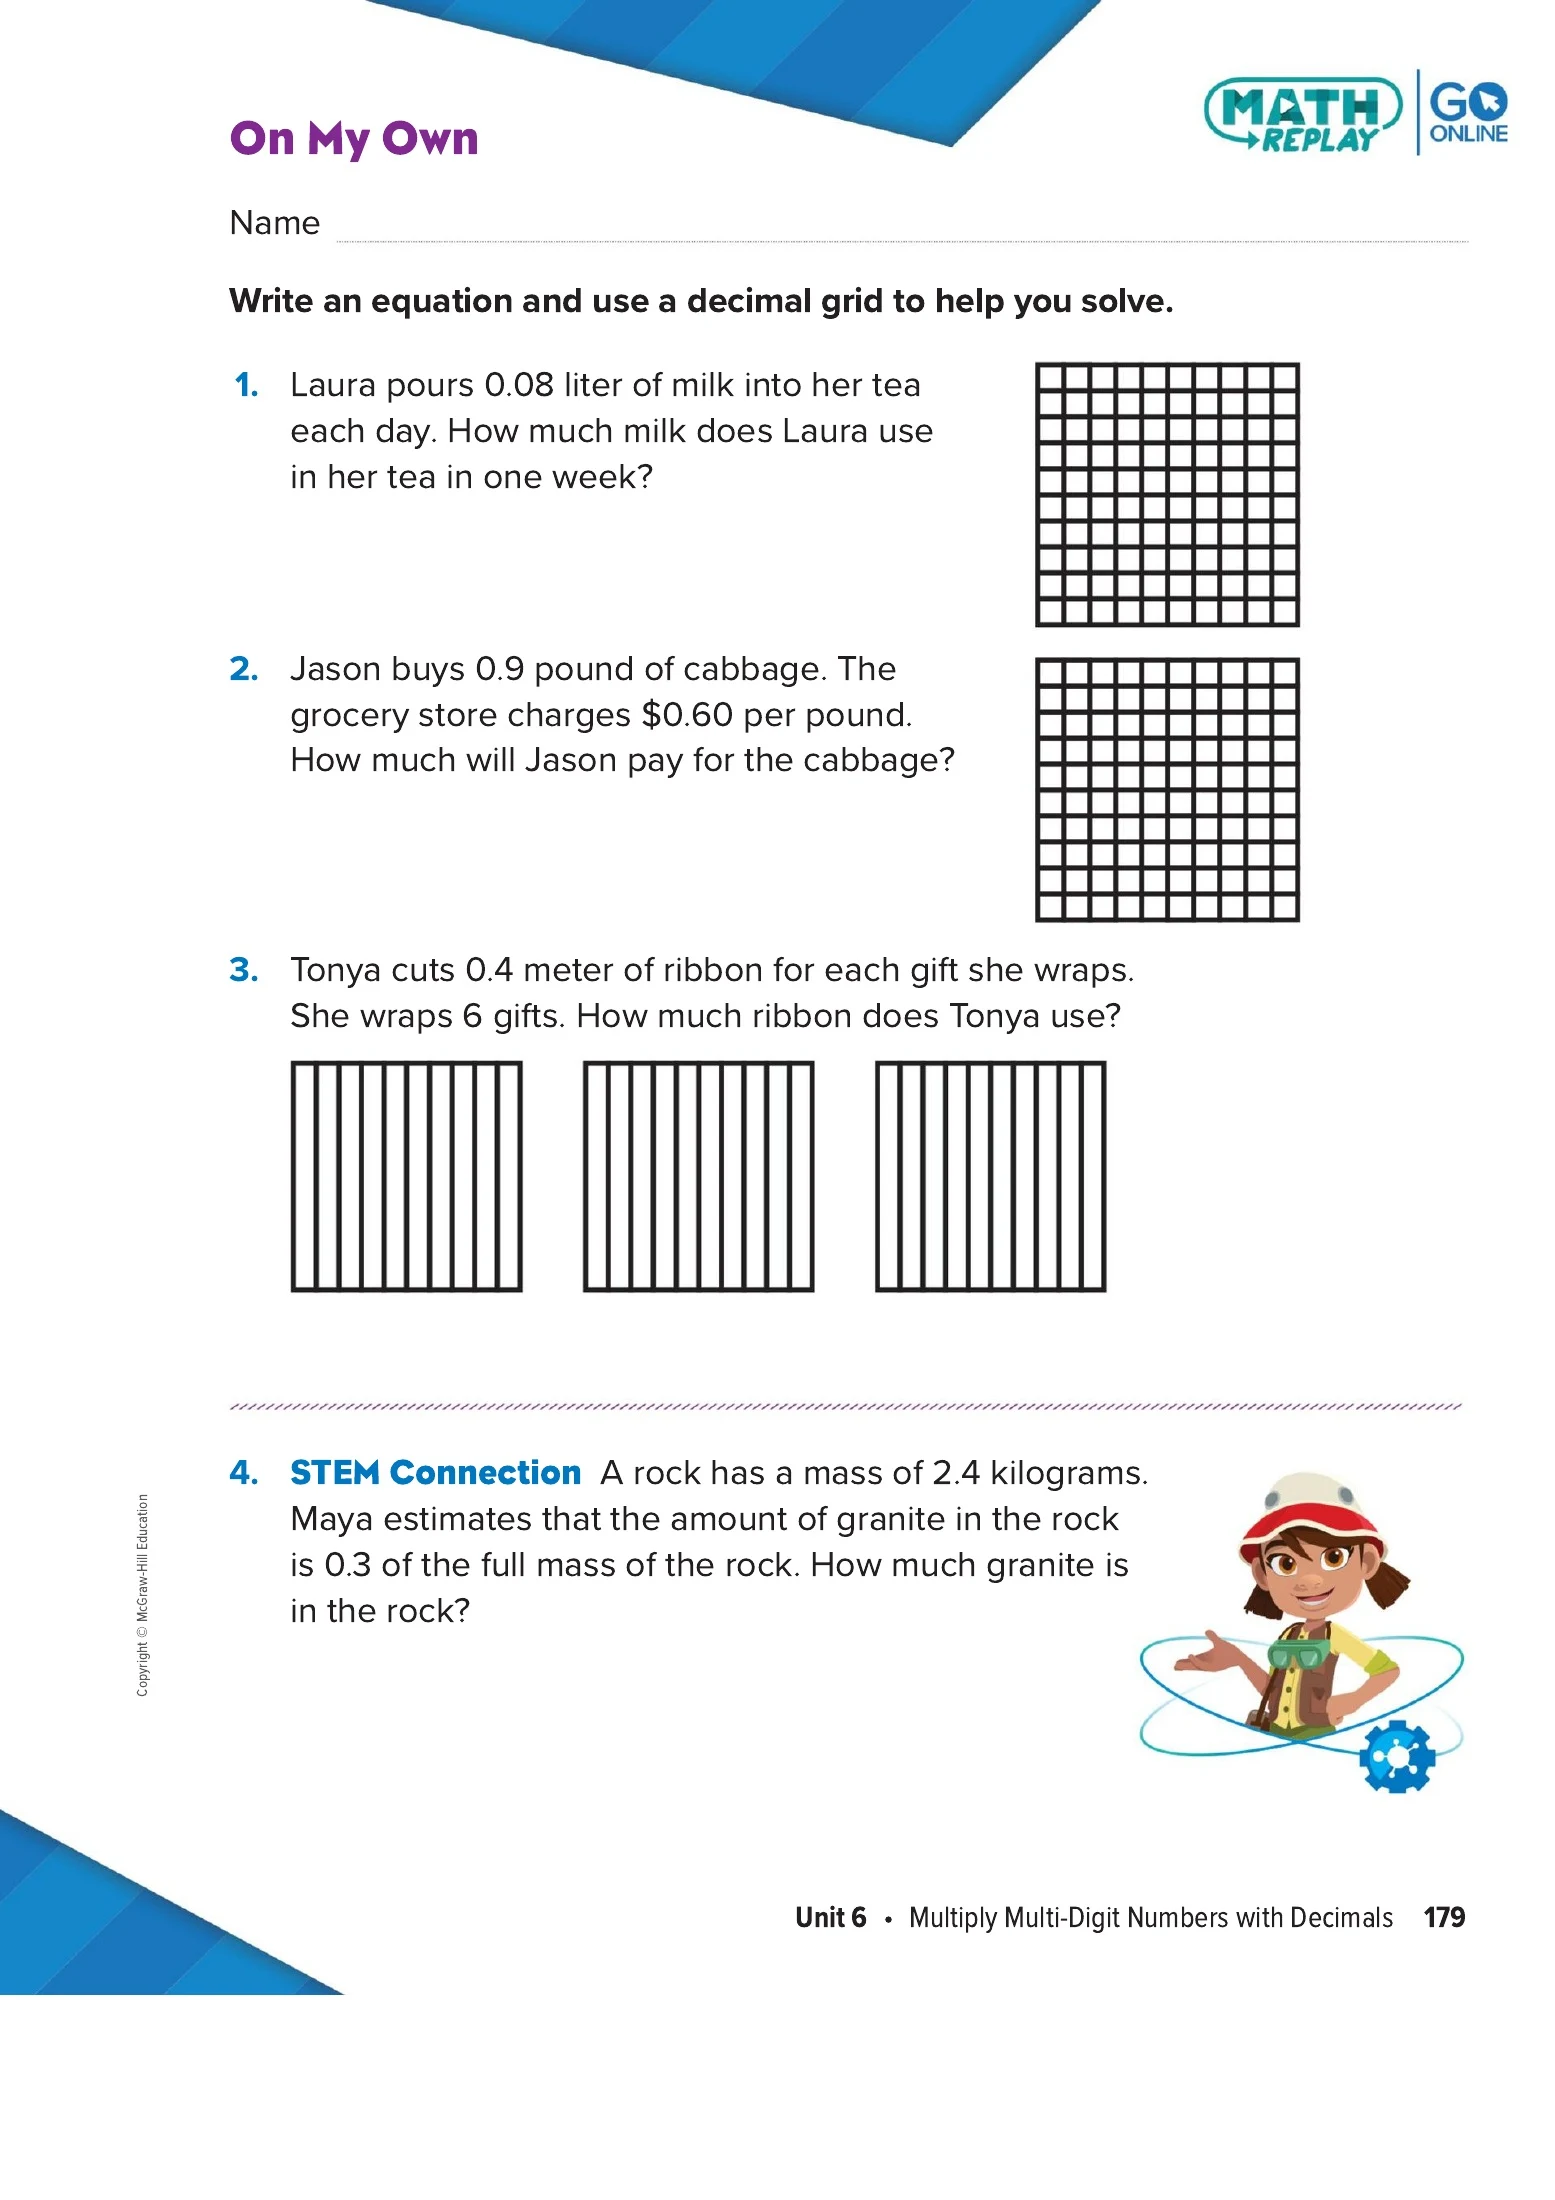 MATH
REPLAY
GO
ONLINE
On My Own
Name
Write an equation and use a decimal grid to help you solve.
1. Laura pours 0.08 liter of milk into her tea
each day. How much milk does Laura use
in her tea in one week?
2. Jason buys 0.9 pound of cabbage. The
grocery store charges $0.60 per pound.
How much will Jason pay for the cabbage?
3. Tonya cuts 0.4 meter of ribbon for each gift she wraps.
She wraps 6 gifts. How much ribbon does Tonya use?
4. STEM Connection A rock has a mass of 2.4 kilograms.
Maya estimates that the amount of granite in the rock
is 0.3 of the full mass of the rock. How much granite is
in the rock?
Copyright © McGraw-Hill Education
Unit 6 • Multiply Multi-Digit Numbers with Decimals 179